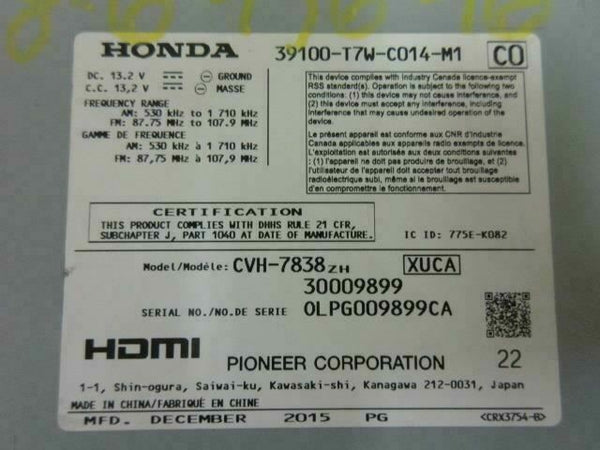 HONDA 39100-T7W-C014-M1 CO
DC. 13.2 V GROUND
C.C. 13,2 V MASSE
FREQUENCY RANGE
AM: 530 kHz to 1 710 kHz
FM: 87.75 MHz to 107.9 MHz
GAMME DE FREQUENCE
AM: 530 kHz à 1 710 kHz
FM: 87,75 MHz à 107,9 MHz
This device complies with Industry Canada licence-exempt
RSS standard(s). Operation is subject to the following two
conditions: (1) this device may not cause interference, and
(2) this device must accept any interference, including
interference that may cause undesired operation of the
device.
Le présent appareil est conforme aux CNR d'Industrie
Canada applicables aux appareils radio exempts de licence.
L'exploitation est autorisée aux deux conditions suivantes
: (1) l'appareil ne doit pas produire de brouillage, et (2)
l'utilisateur de l'appareil doit accepter tout brouillage
radioélectrique subi, même si le brouillage est susceptible
d'en compromettre le fonctionnement.
CERTIFICATION
THIS PRODUCT COMPLIES WITH DHHS RULE 21 CFR,
SUBCHAPTER J, PART 1040 AT DATE OF MANUFACTURE.
IC ID: 775E-K082
Model/Modéle: CVH-7838ZH XUCA
30009899
SERIAL NO./NO.DE SERIE OLPG009899CA
HDMI PIONEER CORPORATION 22
1-1, Shin-ogura, Saiwai-ku, Kawasaki-shi, Kanagawa 212-0031, Japan
MADE IN CHINA/FABRIQUÉ EN CHINE
MFD. DECEMBER 2015 PG <CRX3754-B>